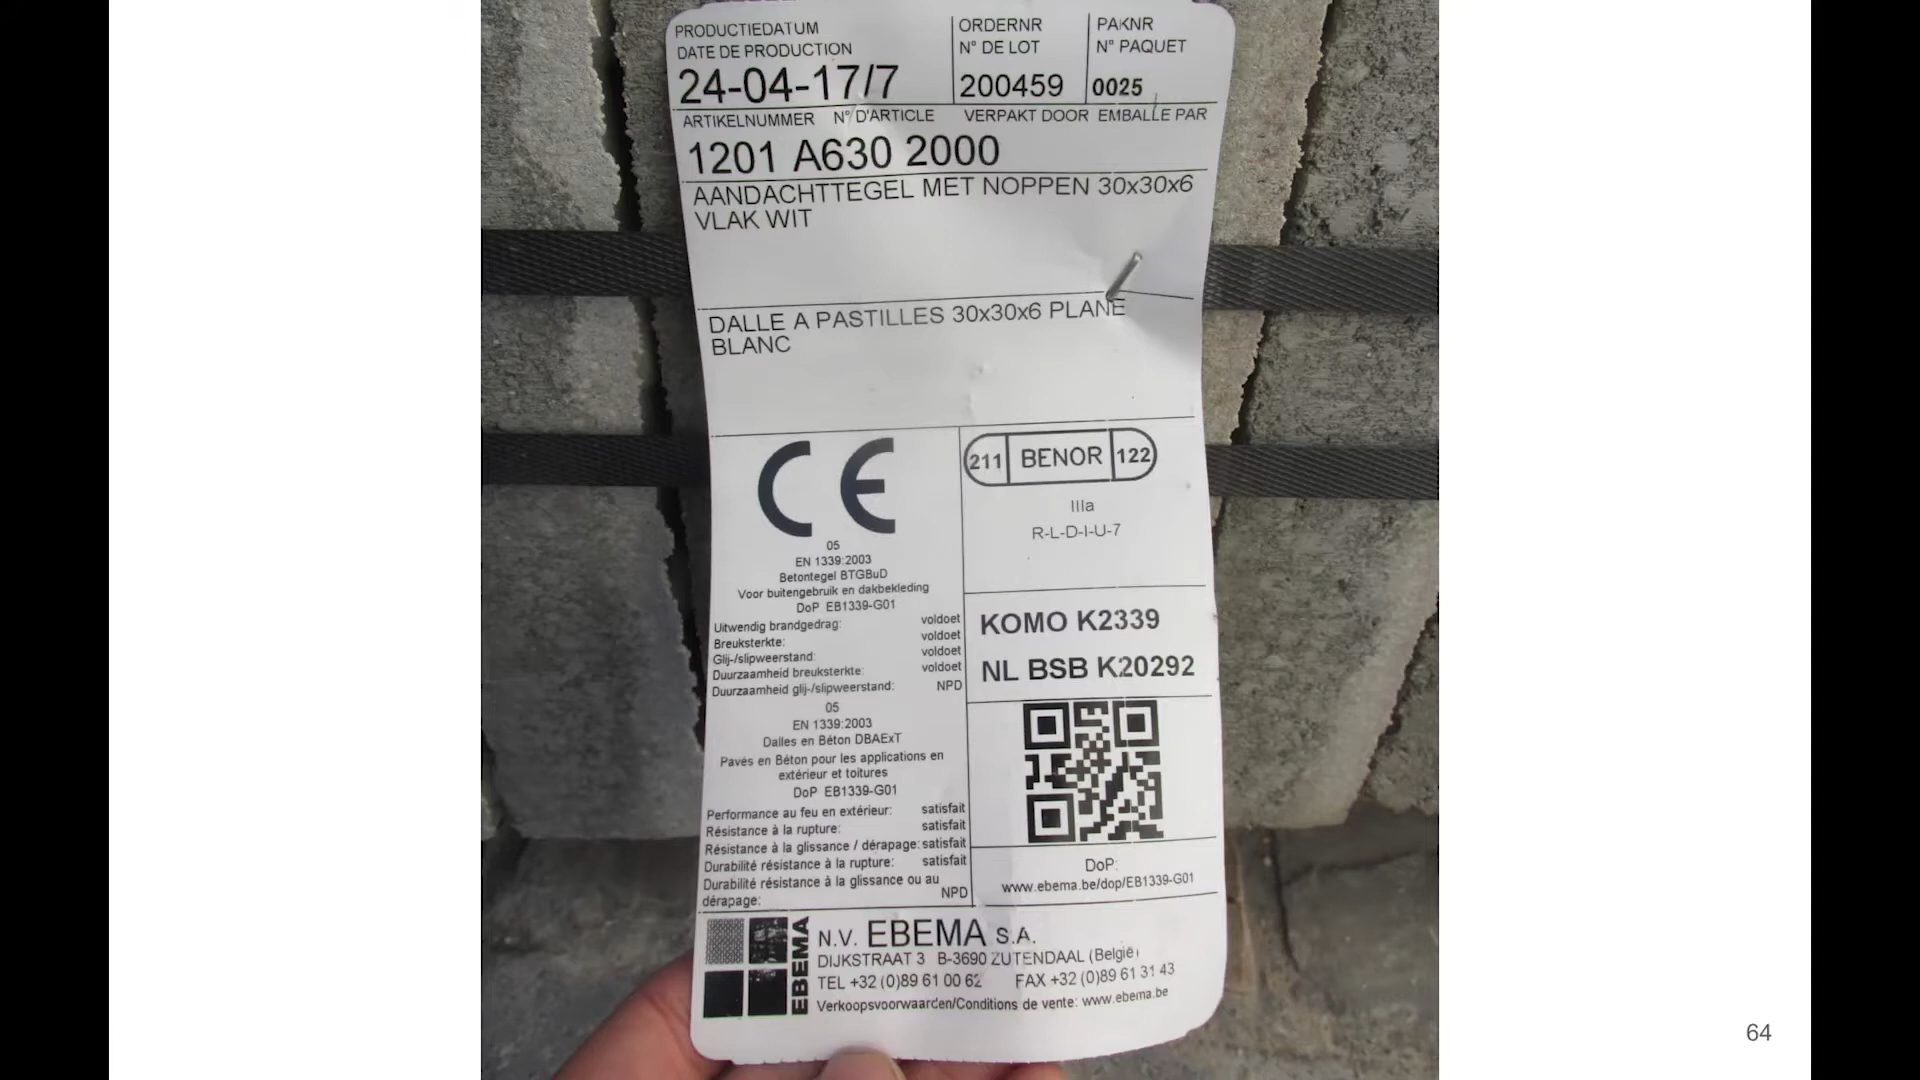 PRODUCTIEDATUM
DATE DE PRODUCTION
24-04-17/7
ORDERNR
N° DE LOT
200459
PAKNR
N° PAQUET
0025
ARTIKELNUMMER N° D'ARTICLE VERPAKT DOOR EMBALLE PAR
1201 A630 2000
AANDACHTTEGEL MET NOPPEN 30x30x6
VLAK WIT
DALLE A PASTILLES 30x30x6 PLANE
BLANC
CE
05
EN 1339:2003
Betontegel BTGBuD
Voor buitengebruik en dakbekleding
DoP EB1339-G01
Uitwendig brandgedrag: voldoet
Breuksterkte: voldoet
Glij-/slipweerstand: voldoet
Duurzaamheid breuksterkte: voldoet
Duurzaamheid glij-/slipweerstand: NPD
05
EN 1339:2003
Dalles en Béton DBAExT
Pavés en Béton pour les applications en
extérieur et toitures
DoP EB1339-G01
Performance au feu en extérieur: satisfait
Résistance à la rupture: satisfait
Résistance à la glissance / dérapage: satisfait
Durabilité résistance à la rupture: satisfait
Durabilité résistance à la glissance ou au
dérapage: NPD
211 BENOR 122
IIIa
R-L-D-I-U-7
KOMO K2339
NL BSB K20292
DoP:
www.ebema.be/dop/EB1339-G01
EBEMA
N.V. EBEMA S.A.
DIJKSTRAAT 3 B-3690 ZUTENDAAL (België)
TEL +32 (0)89 61 00 62 FAX +32 (0)89 61 31 43
Verkoopsvoorwaarden/Conditions de vente: www.ebema.be
64